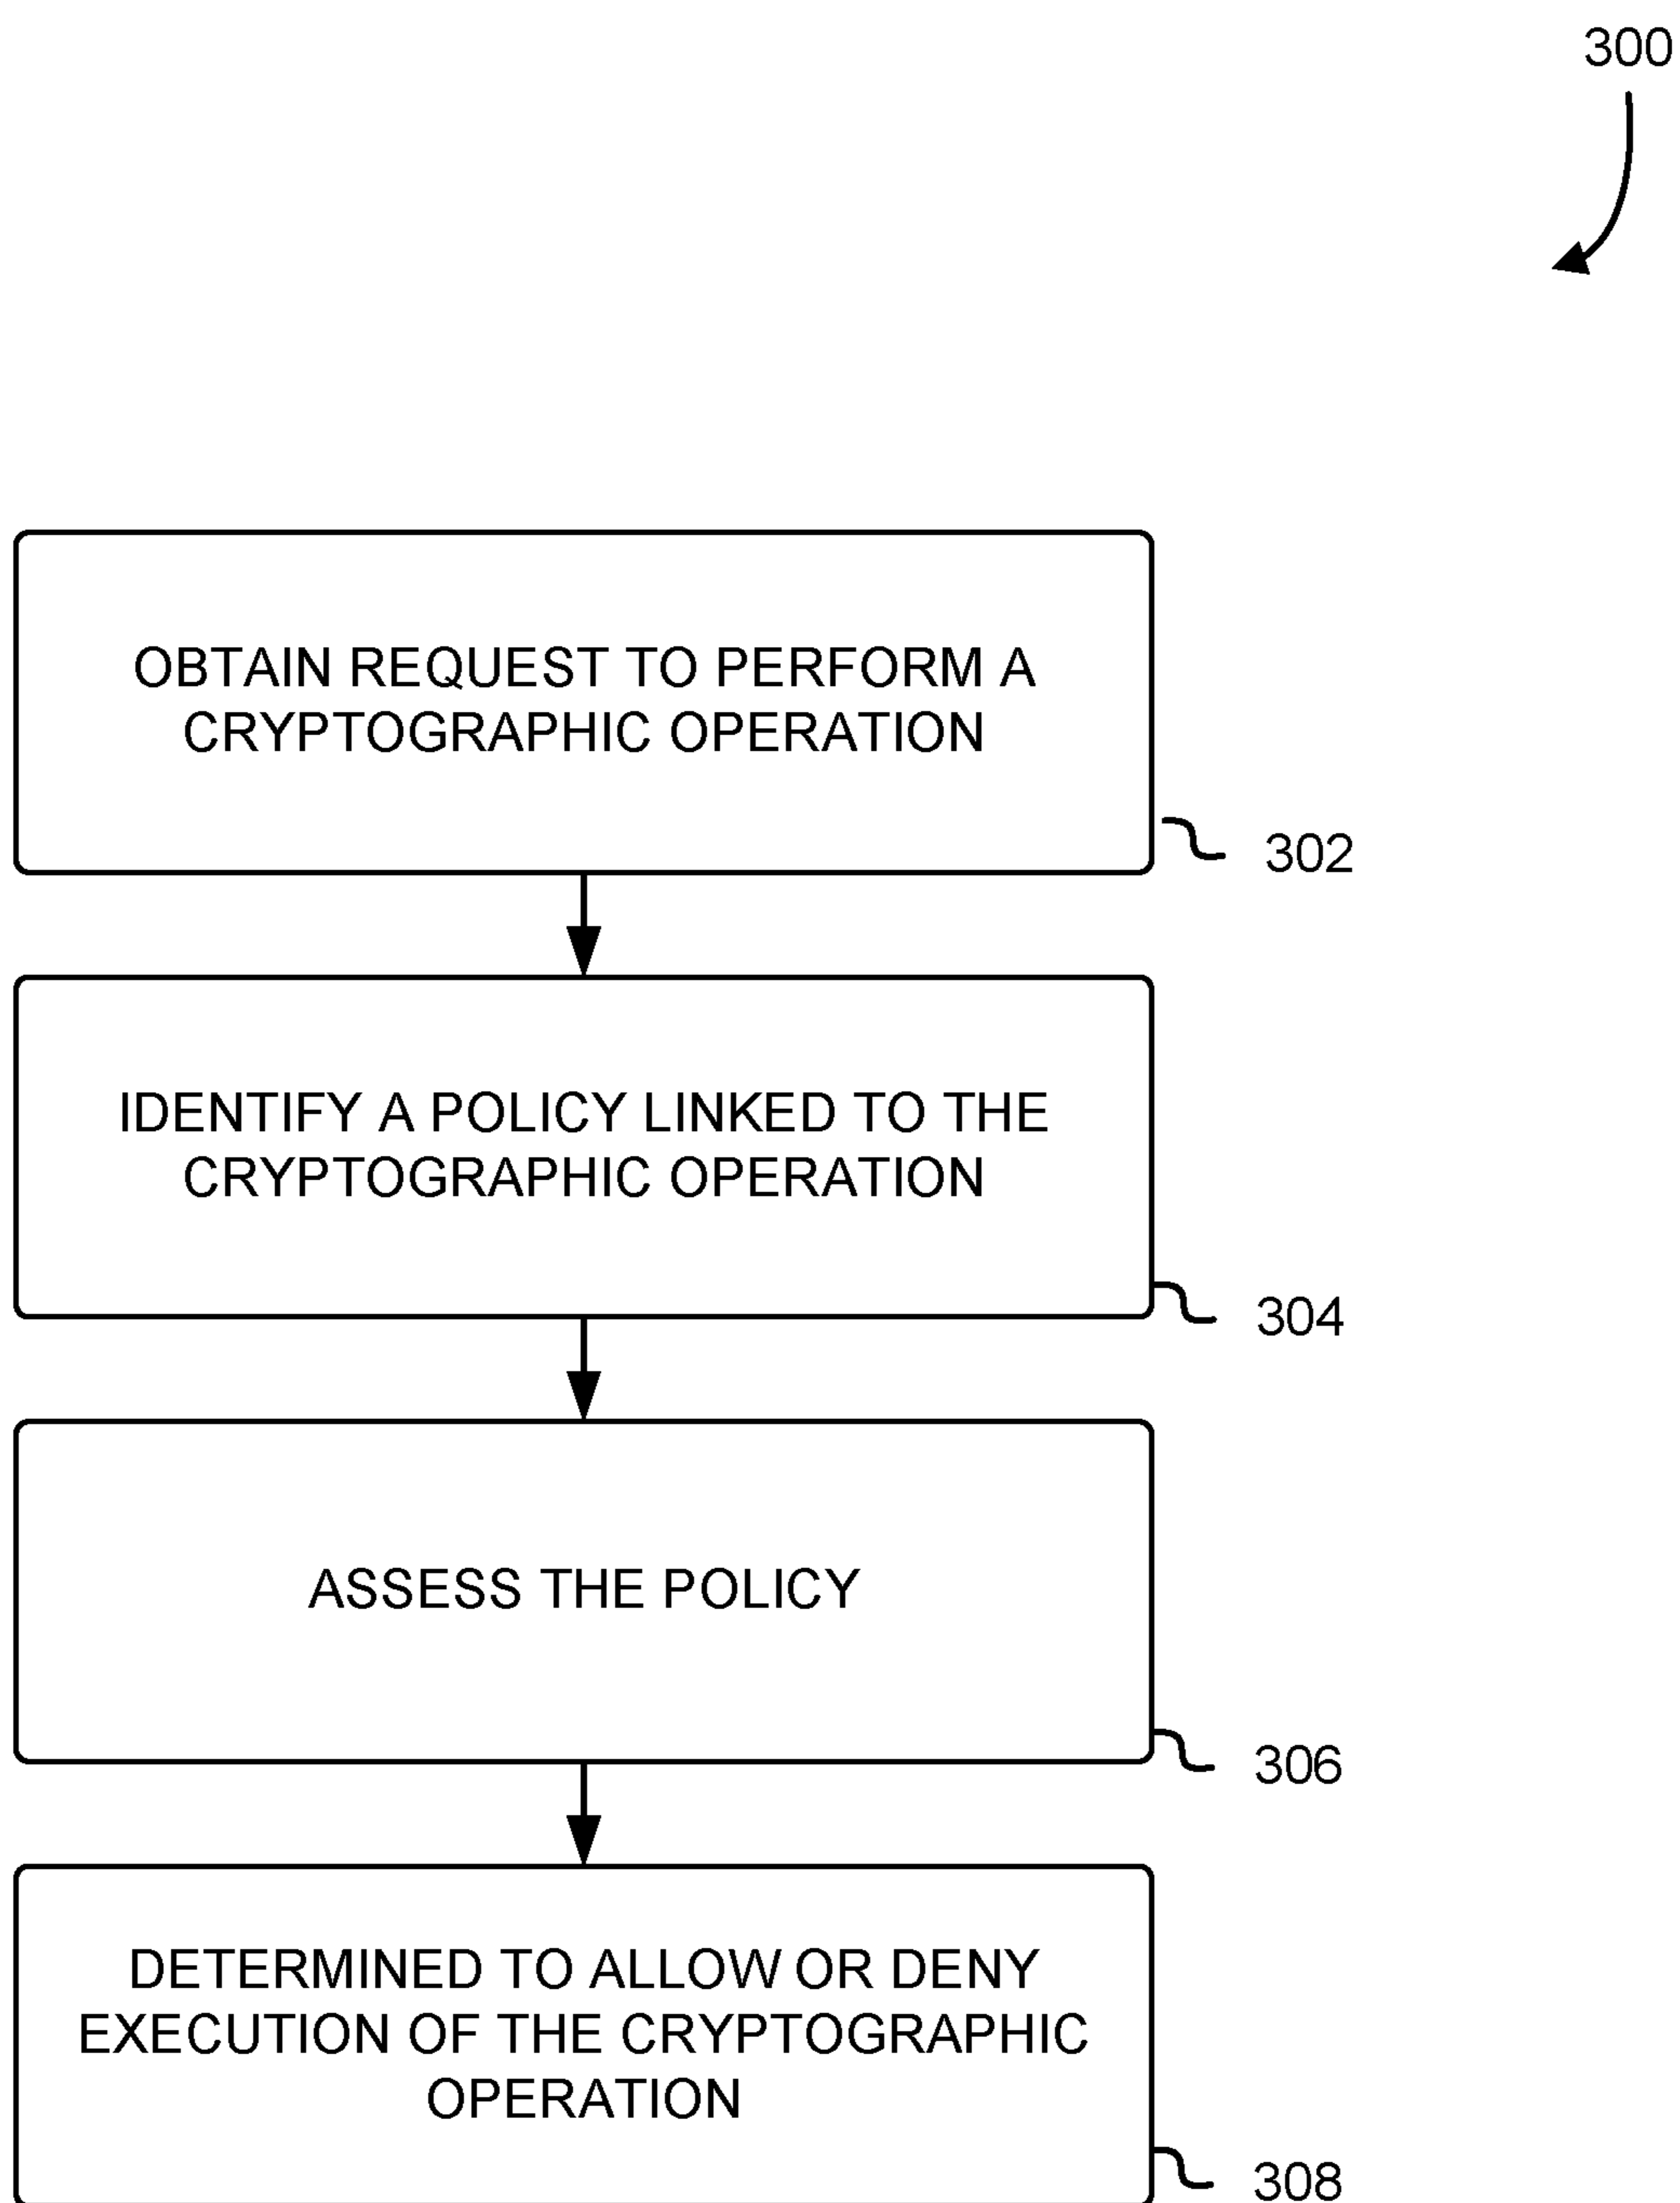 300
OBTAIN REQUEST TO PERFORM A
CRYPTOGRAPHIC OPERATION
302
IDENTIFY A POLICY LINKED TO THE
CRYPTOGRAPHIC OPERATION
304
ASSESS THE POLICY
306
DETERMINED TO ALLOW OR DENY
EXECUTION OF THE CRYPTOGRAPHIC
OPERATION
308